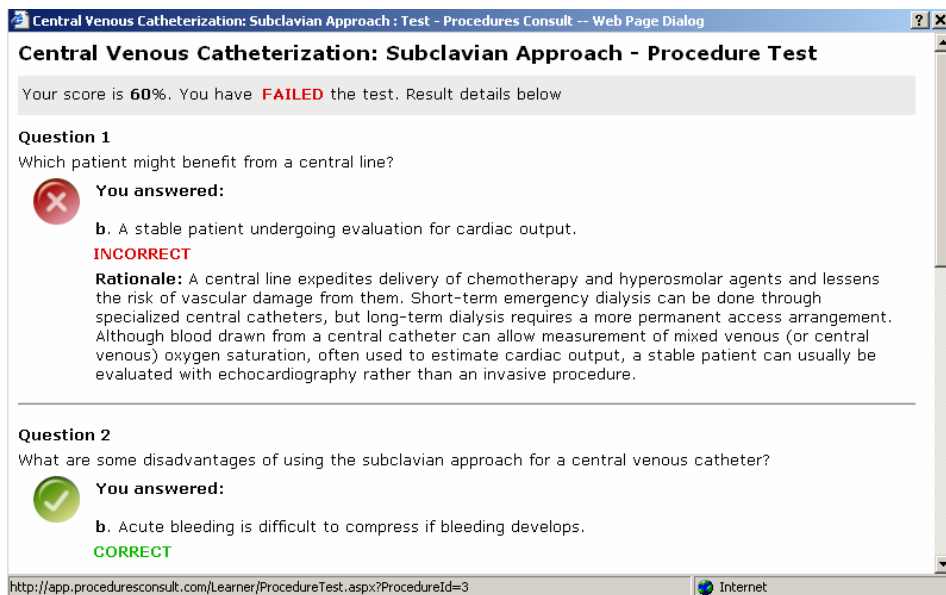 Central Venous Catheterization: Subclavian Approach : Test - Procedures Consult -- Web Page Dialog
Central Venous Catheterization: Subclavian Approach - Procedure Test
Your score is 60%. You have FAILED the test. Result details below
Question 1
Which patient might benefit from a central line?
You answered:
b. A stable patient undergoing evaluation for cardiac output.
INCORRECT
Rationale: A central line expedites delivery of chemotherapy and hyperosmolar agents and lessens
the risk of vascular damage from them. Short-term emergency dialysis can be done through
specialized central catheters, but long-term dialysis requires a more permanent access arrangement.
Although blood drawn from a central catheter can allow measurement of mixed venous (or central
venous) oxygen saturation, often used to estimate cardiac output, a stable patient can usually be
evaluated with echocardiography rather than an invasive procedure.
Question 2
What are some disadvantages of using the subclavian approach for a central venous catheter?
You answered:
b. Acute bleeding is difficult to compress if bleeding develops.
CORRECT
http://app.proceduresconsult.com/Learner/ProcedureTest.aspx?ProcedureId=3 Internet